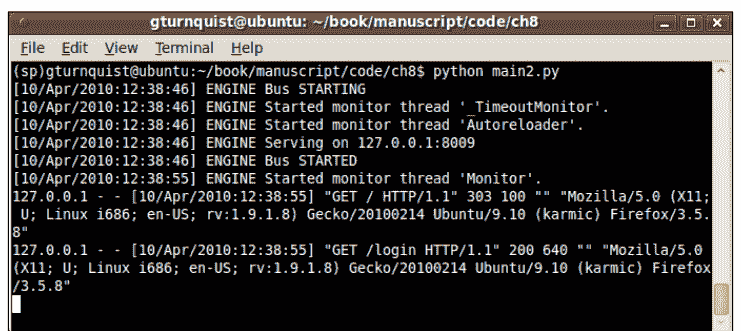 gturnquist@ubuntu: ~/book/manuscript/code/ch8
File Edit View Terminal Help
(sp)gturnquist@ubuntu:~/book/manuscript/code/ch8$ python main2.py
[10/Apr/2010:12:38:46] ENGINE Bus STARTING
[10/Apr/2010:12:38:46] ENGINE Started monitor thread '_TimeoutMonitor'.
[10/Apr/2010:12:38:46] ENGINE Started monitor thread 'Autoreloader'.
[10/Apr/2010:12:38:46] ENGINE Serving on 127.0.0.1:8009
[10/Apr/2010:12:38:46] ENGINE Bus STARTED
[10/Apr/2010:12:38:55] ENGINE Started monitor thread 'Monitor'.
127.0.0.1 - - [10/Apr/2010:12:38:55] "GET / HTTP/1.1" 303 100 "" "Mozilla/5.0 (X11;
 U; Linux i686; en-US; rv:1.9.1.8) Gecko/20100214 Ubuntu/9.10 (karmic) Firefox/3.5.
8"
127.0.0.1 - - [10/Apr/2010:12:38:55] "GET /login HTTP/1.1" 200 640 "" "Mozilla/5.0
(X11; U; Linux i686; en-US; rv:1.9.1.8) Gecko/20100214 Ubuntu/9.10 (karmic) Firefox
/3.5.8"